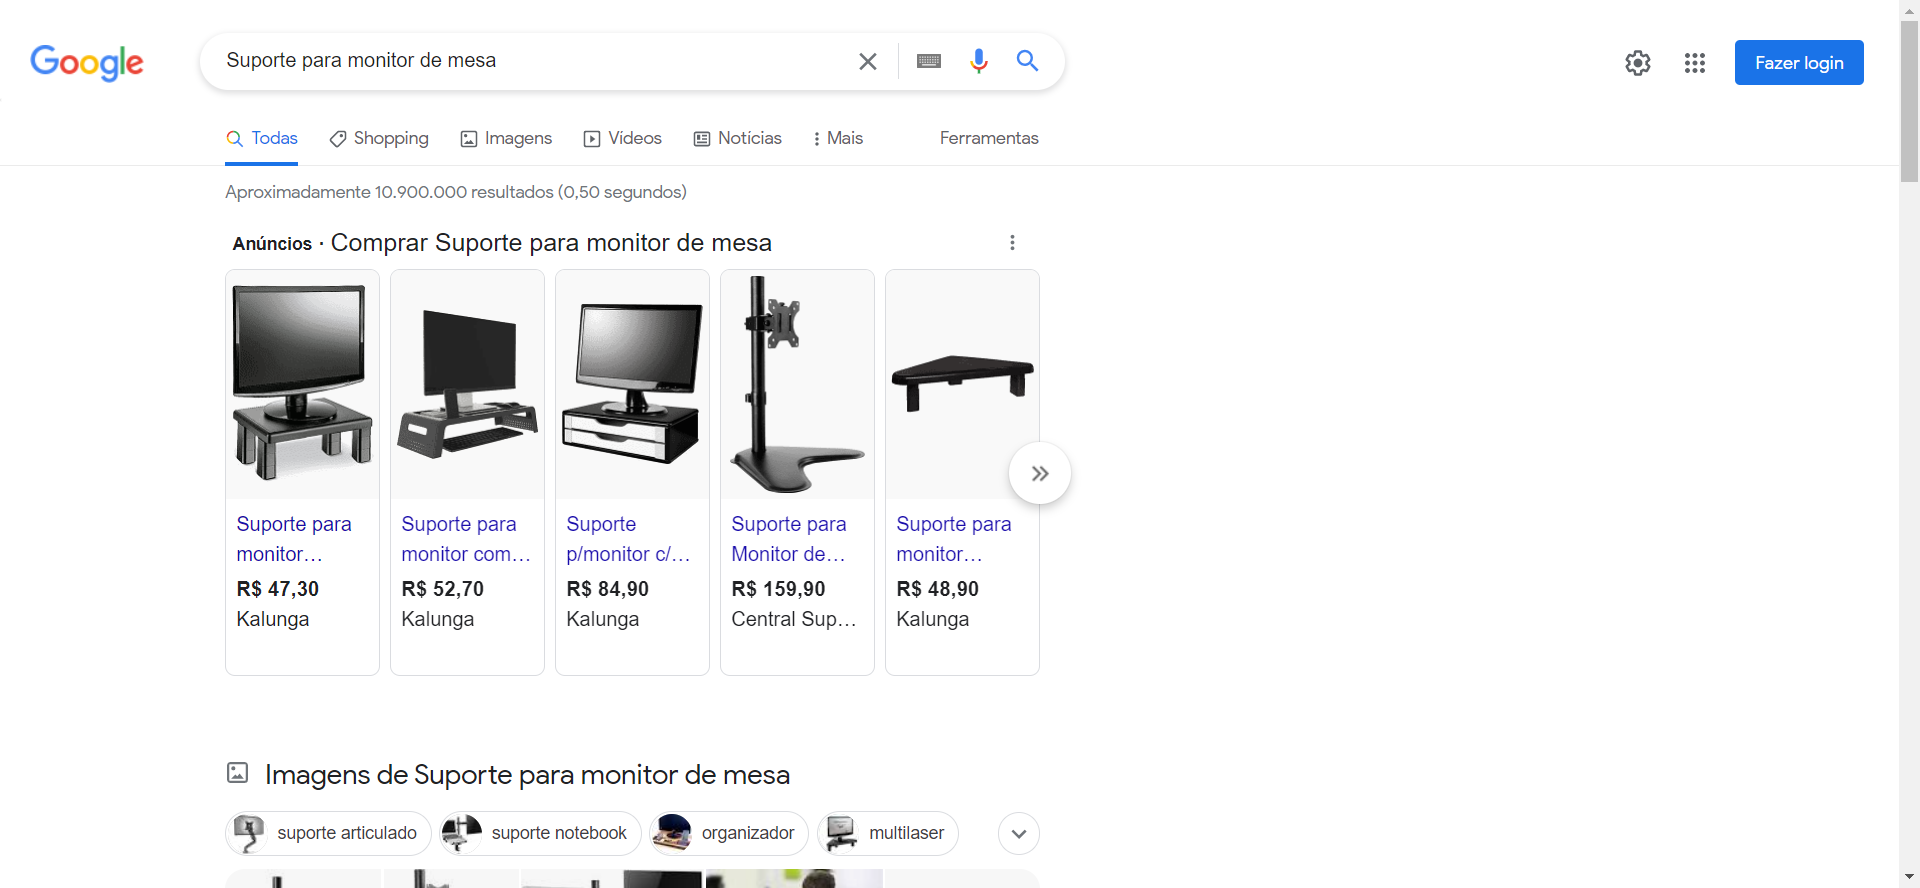 Google
Suporte para monitor de mesa
Fazer login
Todas
Shopping
Imagens
Vídeos
Notícias
Mais
Ferramentas
Aproximadamente 10.900.000 resultados (0,50 segundos)
Anúncios · Comprar Suporte para monitor de mesa
Suporte para
monitor…
R$ 47,30
Kalunga
Suporte para
monitor com…
R$ 52,70
Kalunga
Suporte
p/monitor c/…
R$ 84,90
Kalunga
Suporte para
Monitor de…
R$ 159,90
Central Sup…
Suporte para
monitor…
R$ 48,90
Kalunga
Imagens de Suporte para monitor de mesa
suporte articulado
suporte notebook
organizador
multilaser